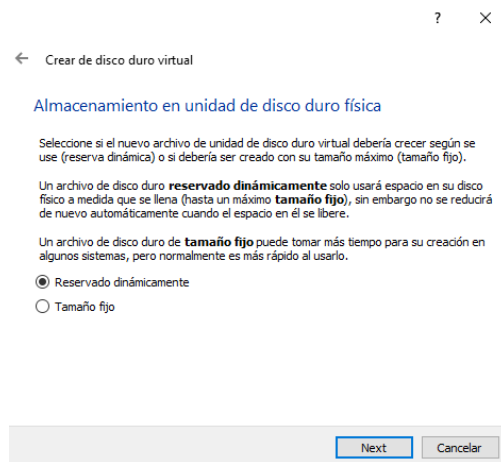 ?
Crear de disco duro virtual
Almacenamiento en unidad de disco duro física
Seleccione si el nuevo archivo de unidad de disco duro virtual debería crecer según se
use (reserva dinámica) o si debería ser creado con su tamaño máximo (tamaño fijo).
Un archivo de disco duro reservado dinámicamente solo usará espacio en su disco
físico a medida que se llena (hasta un máximo tamaño fijo), sin embargo no se reducirá
de nuevo automáticamente cuando el espacio en él se libere.
Un archivo de disco duro de tamaño fijo puede tomar más tiempo para su creación en
algunos sistemas, pero normalmente es más rápido al usarlo.
Reservado dinámicamente
Tamaño fijo
Next Cancelar